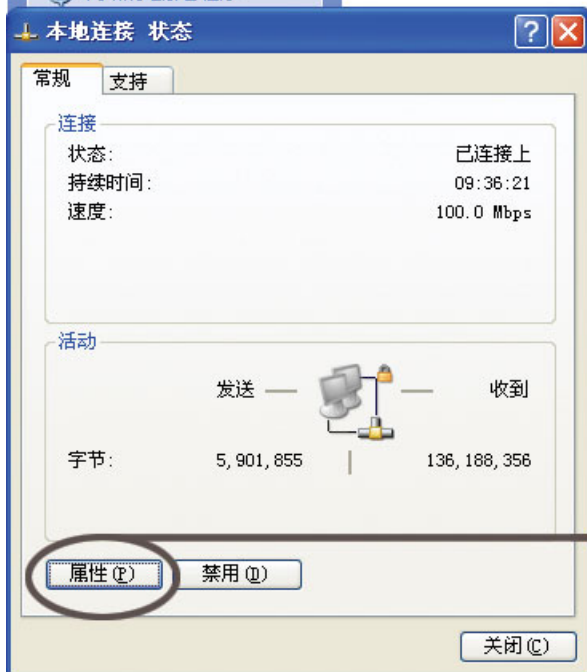 本地连接 状态
常规 支持
连接
状态: 已连接上
持续时间: 09:36:21
速度: 100.0 Mbps
活动
发送 — — 收到
字节: 5,901,855 | 136,188,356
属性(P) 禁用(D)
关闭(C)